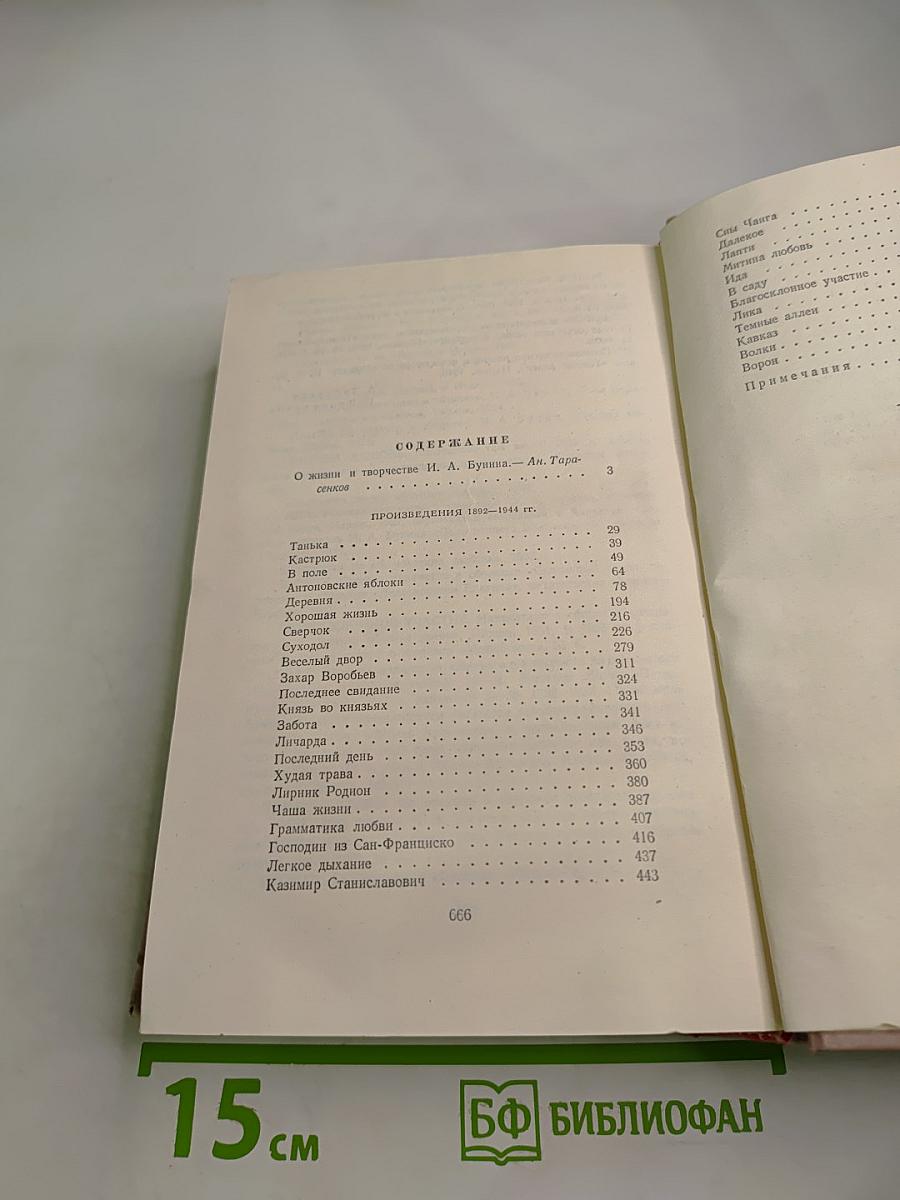 СОДЕРЖАНИЕ
О жизни и творчестве И. А. Бунина.— Ан. Тара-
сенков . . . . . . . . . . . . . . . . . 3
ПРОИЗВЕДЕНИЯ 1892—1944 гг.
Танька . . . . . . . . . . . . . . . . . 29
Кастрюк . . . . . . . . . . . . . . . . . 39
В поле . . . . . . . . . . . . . . . . . 49
Антоновские яблоки . . . . . . . . . . . . . 64
Деревня . . . . . . . . . . . . . . . . . 78
Хорошая жизнь . . . . . . . . . . . . . . . 194
Сверчок . . . . . . . . . . . . . . . . . 216
Суходол . . . . . . . . . . . . . . . . . 226
Веселый двор . . . . . . . . . . . . . . . 279
Захар Воробьев . . . . . . . . . . . . . . . 311
Последнее свидание . . . . . . . . . . . . . 324
Князь во князьях . . . . . . . . . . . . . . 331
Забота . . . . . . . . . . . . . . . . . 341
Личарда . . . . . . . . . . . . . . . . . 346
Последний день . . . . . . . . . . . . . . . 353
Худая трава . . . . . . . . . . . . . . . . 360
Лирник Родион . . . . . . . . . . . . . . . 380
Чаша жизни . . . . . . . . . . . . . . . . 387
Грамматика любви . . . . . . . . . . . . . . 407
Господин из Сан-Франциско . . . . . . . . . . 416
Легкое дыхание . . . . . . . . . . . . . . . 437
Казимир Станиславович . . . . . . . . . . . . 443
666
Сны Чанга . . . . . . . .
Далекое . . . . . . . .
Лапти . . . . . . . .
Митина любовь . . . . . .
Ида . . . . . . . .
В саду . . . . . . . .
Благосклонное участие . .
Лика . . . . . . . .
Темные аллеи . . . . . .
Кавказ . . . . . . . .
Волки . . . . . . . .
Ворон . . . . . . . .
Примечания . . . .
15 см
БФ БИБЛИОФАН